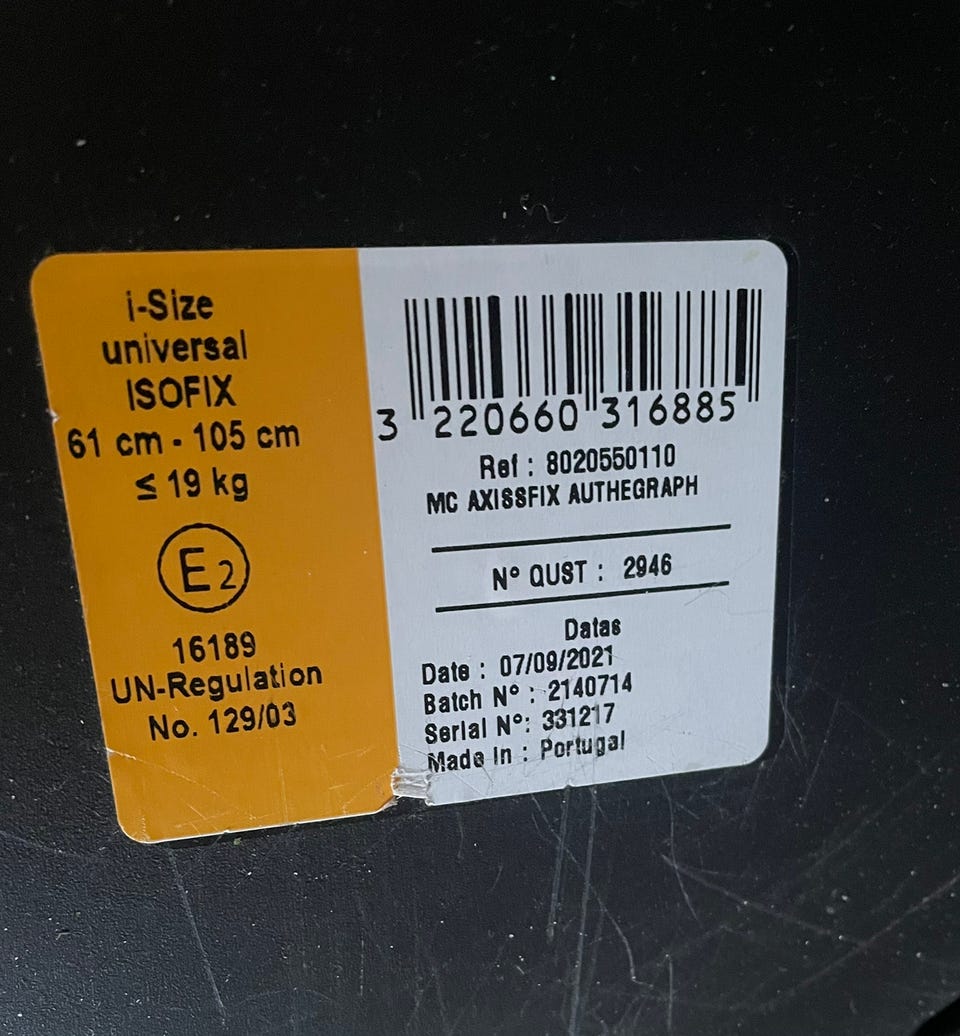 i-Size
universal
ISOFIX
61 cm - 105 cm
≤ 19 kg
E2
16189
UN-Regulation
No. 129/03
3 220660 316885
Ref : 8020550110
MC AXISSFIX AUTHEGRAPH
N° QUST : 2946
Datas
Date : 07/09/2021
Batch N° : 2140714
Serial N°: 331217
Made In : Portugal